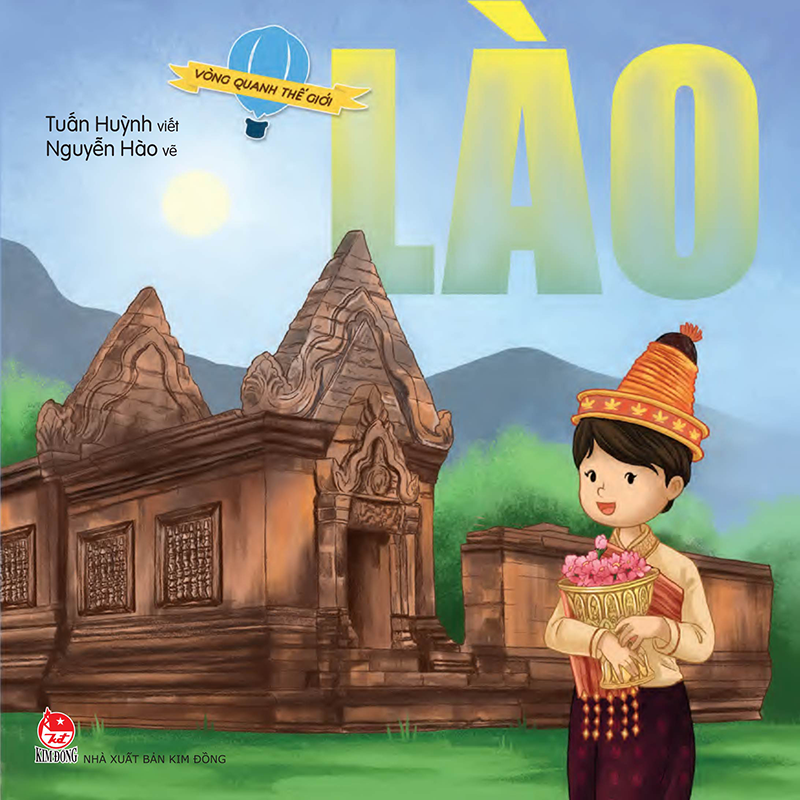 VÒNG QUANH THẾ GIỚI
LÀO
Tuấn Huỳnh viết
Nguyễn Hào vẽ
KIM ĐỒNG
NHÀ XUẤT BẢN KIM ĐỒNG